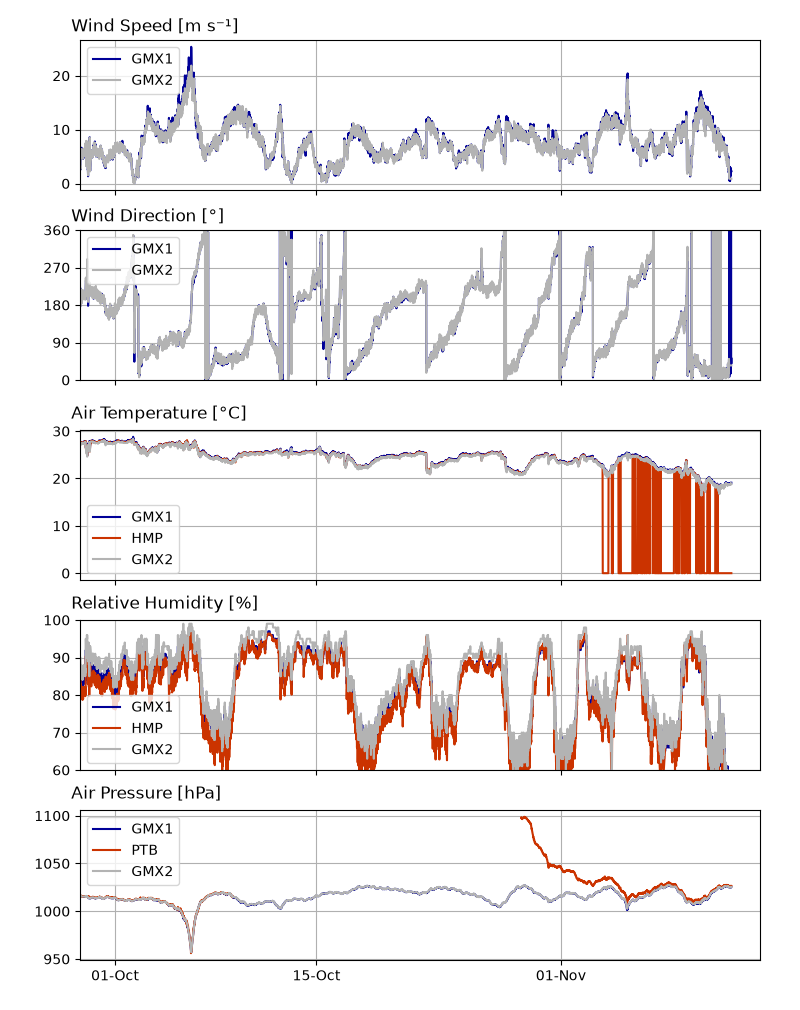 Wind Speed [m s⁻¹]
GMX1
GMX2
20
10
0
Wind Direction [°]
GMX1
GMX2
360
270
180
90
0
Air Temperature [°C]
30
20
10
0
GMX1
HMP
GMX2
Relative Humidity [%]
100
90
80
70
60
GMX1
HMP
GMX2
Air Pressure [hPa]
1100
1050
1000
950
GMX1
PTB
GMX2
01-Oct
15-Oct
01-Nov